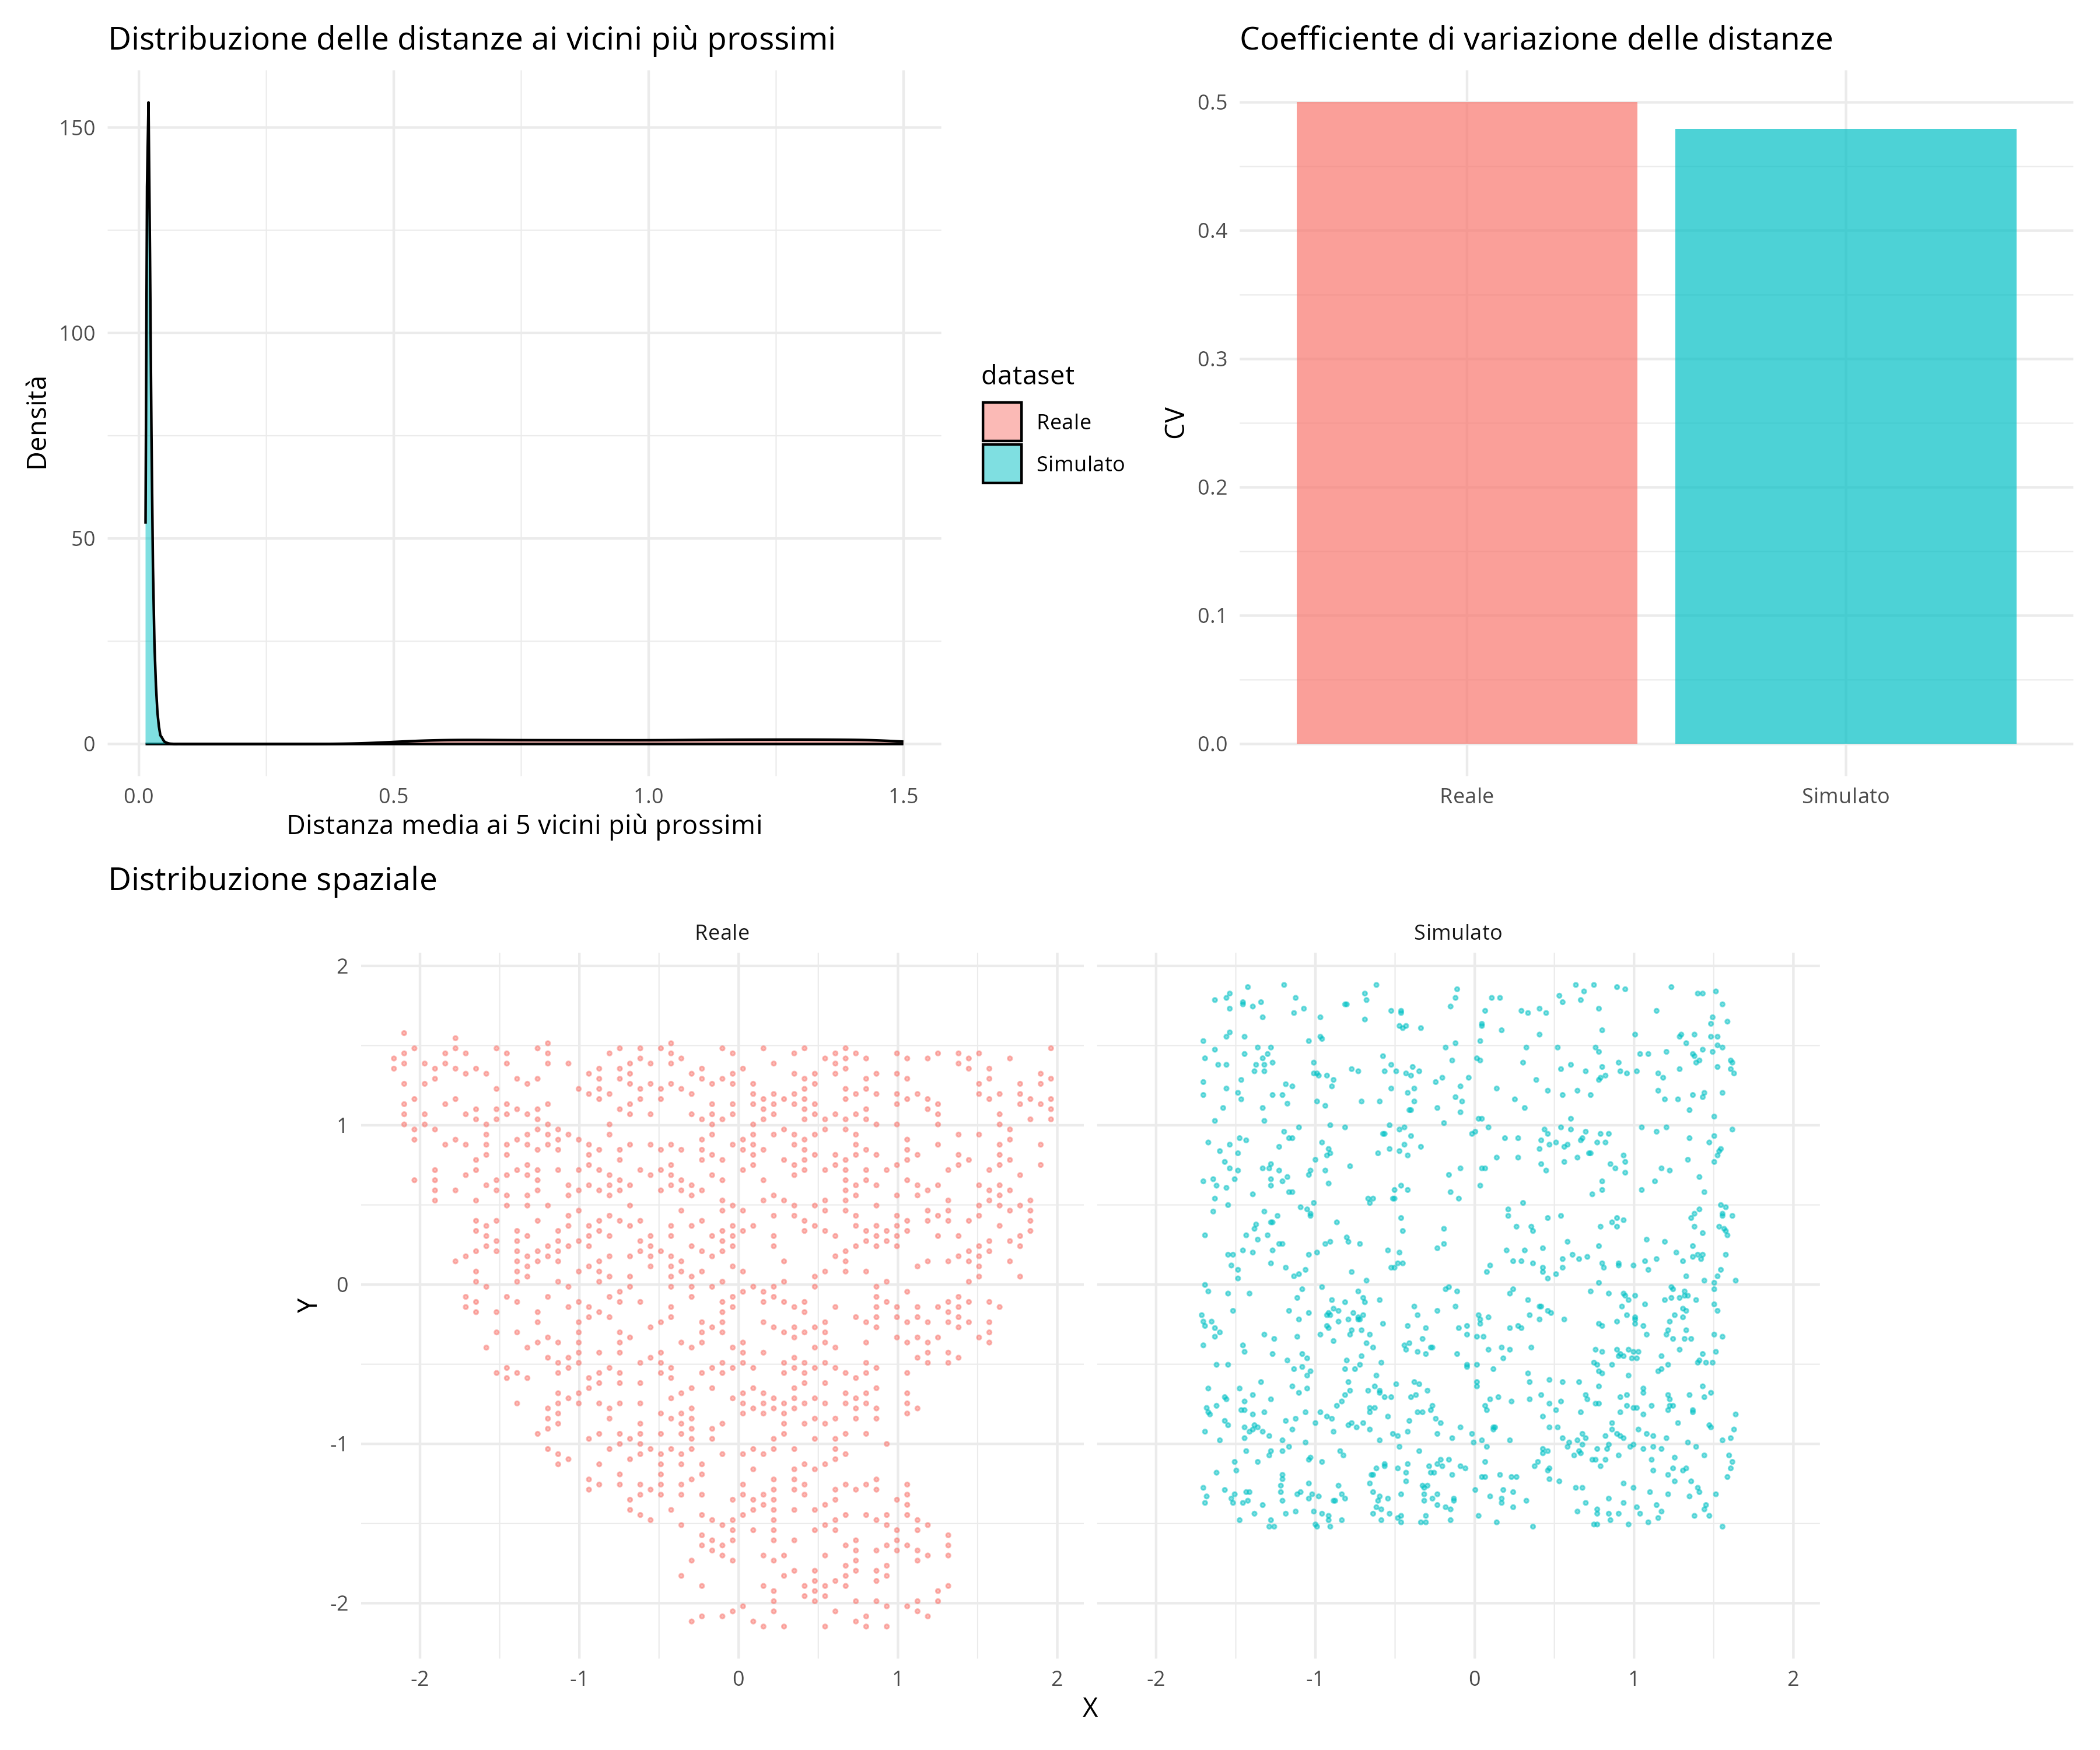 Distribuzione delle distanze ai vicini più prossimi
150
100
50
0
Densità
0.0 0.5 1.0 1.5
Distanza media ai 5 vicini più prossimi
dataset
Reale
Simulato
Coefficiente di variazione delle distanze
0.5
0.4
0.3
0.2
0.1
0.0
CV
Reale Simulato
Distribuzione spaziale
Reale Simulato
2
1
0
-1
-2
Y
-2 -1 0 1 2 -2 -1 0 1 2
X